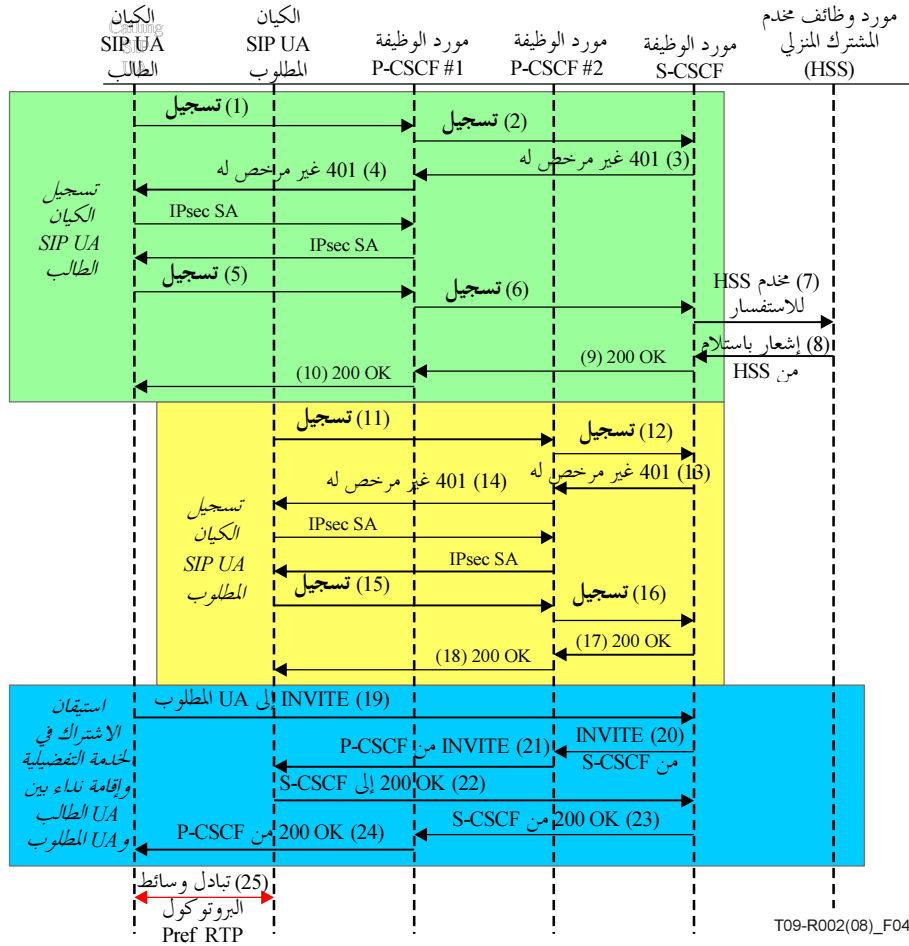 الكيان
SIP UA
الطالب
الكيان
SIP UA
المطلوب
مورد الوظيفة
P-CSCF #1
مورد الوظيفة
P-CSCF #2
مورد الوظيفة
S-CSCF
مورد وظائف مخدم
المشترك المنزلي
(HSS)
(1) تسجيل
(2) تسجيل
(3) 401 غير مرخص له
(4) 401 غير مرخص له
تسجيل
الكيان
SIP UA
الطالب
IPsec SA
IPsec SA
(5) تسجيل
(6) تسجيل
(7) مخدم HSS
للاستفسار
(8) إشعار باستلام
من HSS
(9) 200 OK
(10) 200 OK
(11) تسجيل
(12) تسجيل
(13) 401 غير مرخص له
(14) 401 غير مرخص له
تسجيل
الكيان
SIP UA
المطلوب
IPsec SA
IPsec SA
(15) تسجيل
(16) تسجيل
(17) 200 OK
(18) 200 OK
استيقان
الاشتراك في
الخدمة التفضيلية
وإقامة نداء بين
UA الطالب
و UA المطلوب
(19) INVITE إلى UA المطلوب
(20) INVITE
من S-CSCF
(21) INVITE من P-CSCF
(22) 200 OK إلى S-CSCF
(23) 200 OK من S-CSCF
(24) 200 OK من P-CSCF
(25) تبادل وسائط
البروتوكول
Pref RTP
T09-R002(08)_F04